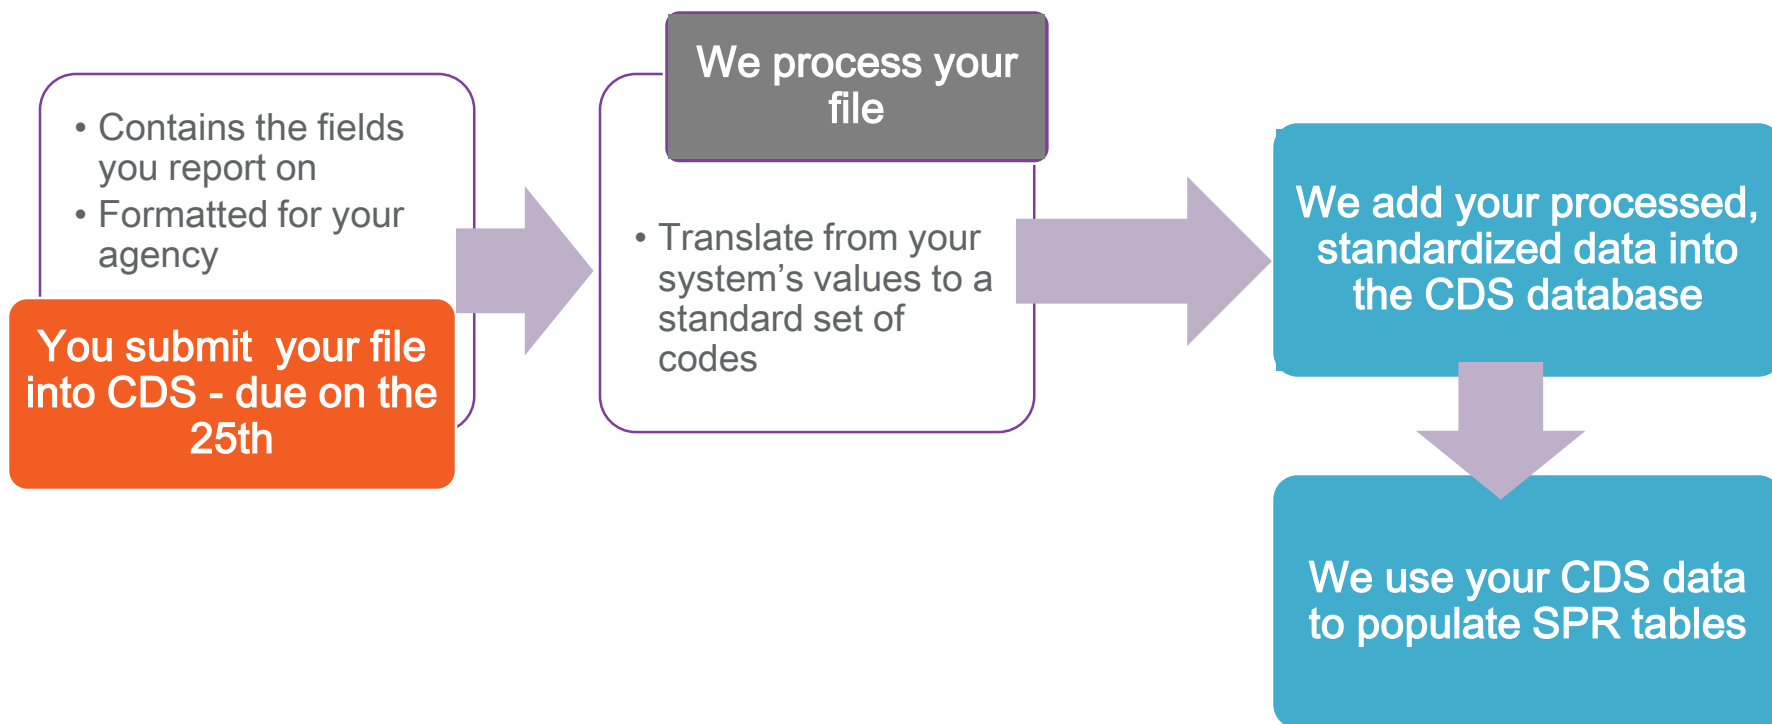 • Contains the fields
you report on
• Formatted for your
agency
You submit  your file
into CDS - due on the
25th
We process your
file
• Translate from your
system’s values to a
standard set of
codes
We add your processed,
standardized data into
the CDS database
We use your CDS data
to populate SPR tables